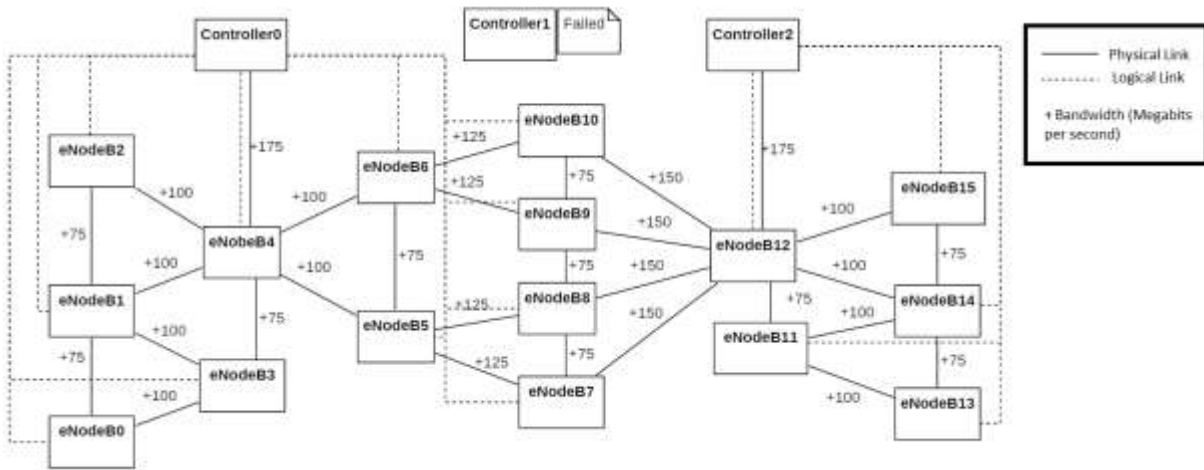 Controller0
Controller1
Failed
Controller2
Physical Link
Logical Link
+ Bandwidth (Megabits
per second)
eNodeB2
+175
+100
+75
eNobeB4
+100
eNodeB1
+100
+75
+75
eNodeB3
+100
eNodeB0
eNodeB6
+100
+75
+100
eNodeB5
+125
+125
+125
+125
eNodeB10
+75
eNodeB9
+75
eNodeB8
+75
eNodeB7
+150
+150
+150
+150
+175
eNodeB12
+75
eNodeB11
+100
+100
+100
+100
eNodeB15
+75
eNodeB14
+75
eNodeB13